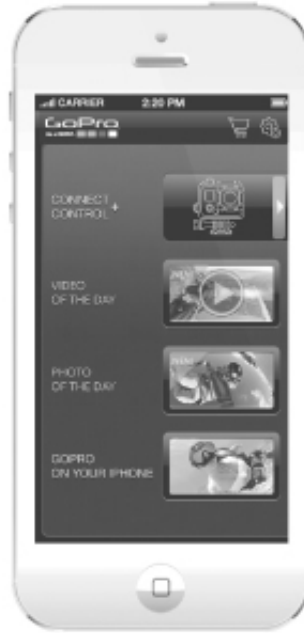 CARRIER 2:20 PM
GoPro
CONNECT +
CONTROL
VIDEO
OF THE DAY
PHOTO
OF THE DAY
GOPRO
ON YOUR IPHONE